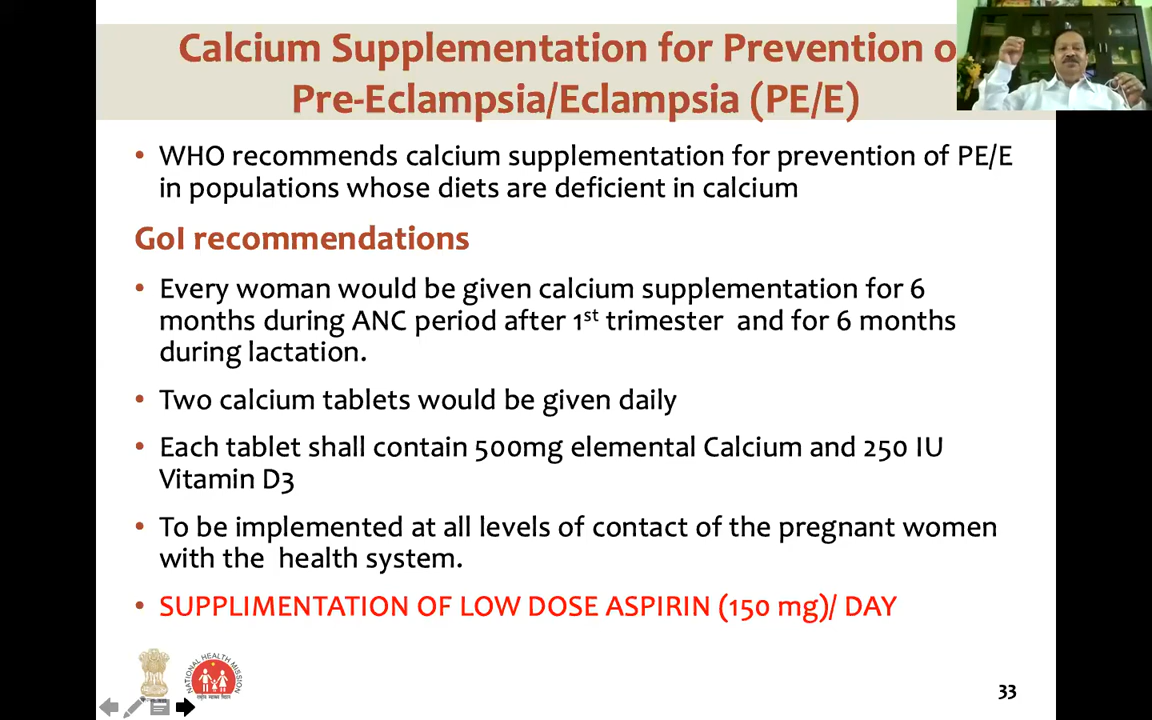 Calcium Supplementation for Prevention o
Pre-Eclampsia/Eclampsia (PE/E)
• WHO recommends calcium supplementation for prevention of PE/E
in populations whose diets are deficient in calcium
GoI recommendations
• Every woman would be given calcium supplementation for 6
months during ANC period after 1st trimester and for 6 months
during lactation.
• Two calcium tablets would be given daily
• Each tablet shall contain 500mg elemental Calcium and 250 IU
Vitamin D3
• To be implemented at all levels of contact of the pregnant women
with the health system.
• SUPPLIMENTATION OF LOW DOSE ASPIRIN (150 mg)/ DAY
NATIONAL HEALTH MISSION
33